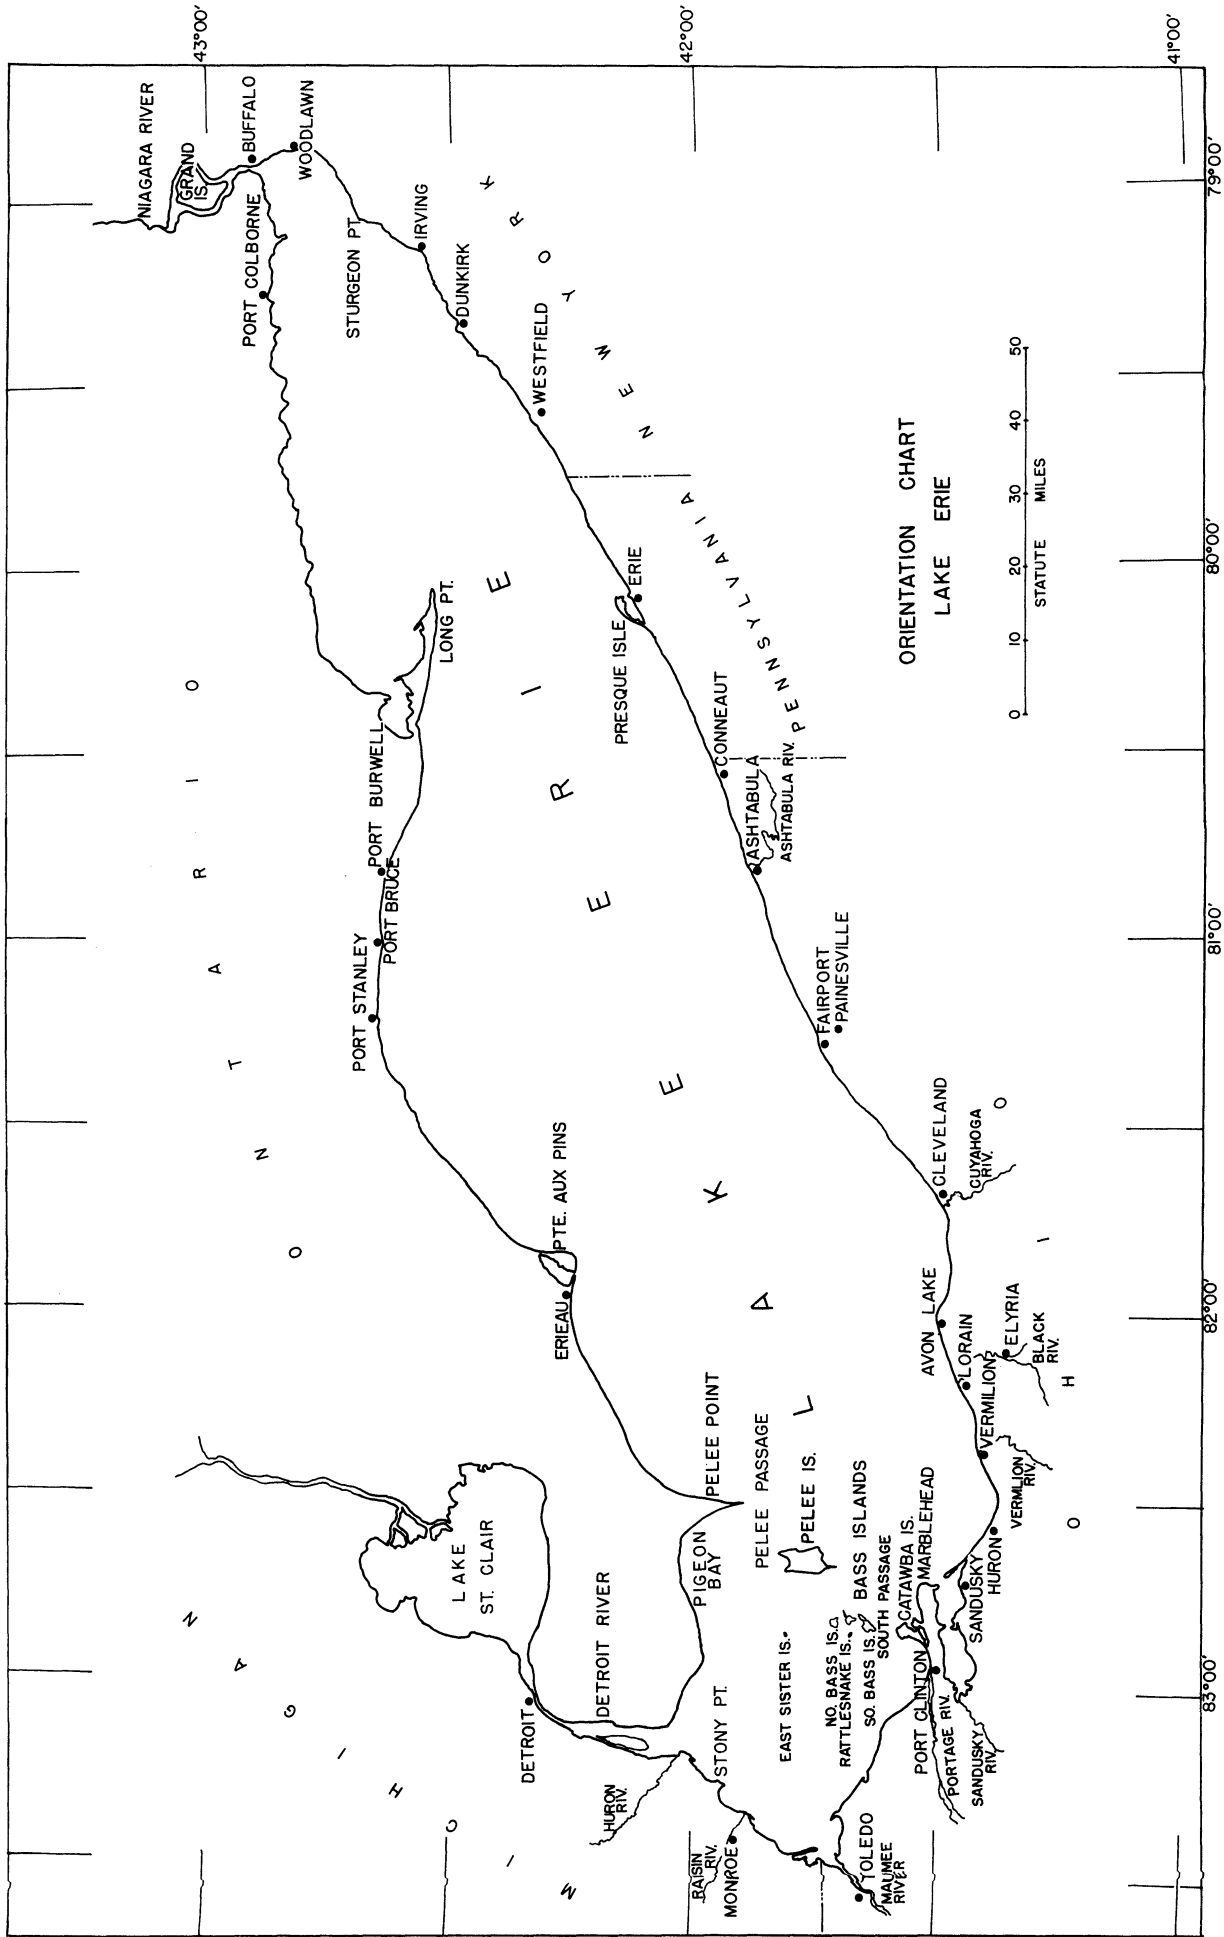 43°00'
42°00'
41°00'
79°00'
80°00'
81°00'
82°00'
83°00'
ORIENTATION CHART
LAKE ERIE
0 10 20 30 40 50
STATUTE MILES
LAKE ERIE
ONTARIO
MICHIGAN
OHIO
PENNSYLVANIA
NEW YORK
NIAGARA RIVER
GRAND
IS.
BUFFALO
WOODLAWN
PORT COLBORNE
STURGEON PT.
IRVING
DUNKIRK
WESTFIELD
LONG PT.
ERIE
PRESQUE ISLE
PORT BURWELL
PORT BRUCE
PORT STANLEY
CONNEAUT
ASHTABULA
ASHTABULA RIV.
FAIRPORT
PAINESVILLE
PTE. AUX PINS
ERIEAU
CLEVELAND
CUYAHOGA
RIV.
AVON LAKE
LORAIN
ELYRIA
BLACK
RIV.
VERMILION
VERMLION
RIV.
HURON
SANDUSKY
MARBLEHEAD
CATAWBA IS.
SOUTH PASSAGE
BASS ISLANDS
PELEE IS.
PELEE PASSAGE
PELEE POINT
PIGEON
BAY
LAKE
ST. CLAIR
DETROIT RIVER
DETROIT
HURON
RIV.
STONY PT.
EAST SISTER IS.
NO. BASS IS.
RATTLESNAKE IS.
SO. BASS IS.
PORT CLINTON
PORTAGE RIV.
SANDUSKY
RIV.
RAISIN
RIV.
MONROE
TOLEDO
MAUMEE
RIVER